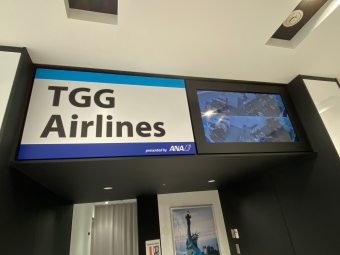 TGG
Airlines
presented by ANA